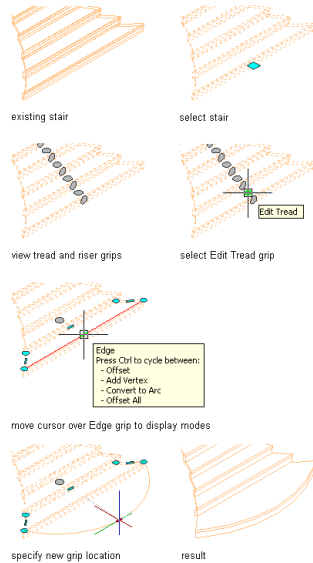 existing stair
select stair
view tread and riser grips
Edit Tread
select Edit Tread grip
Edge
Press Ctrl to cycle between:
- Offset
- Add Vertex
- Convert to Arc
- Offset All
move cursor over Edge grip to display modes
specify new grip location
result